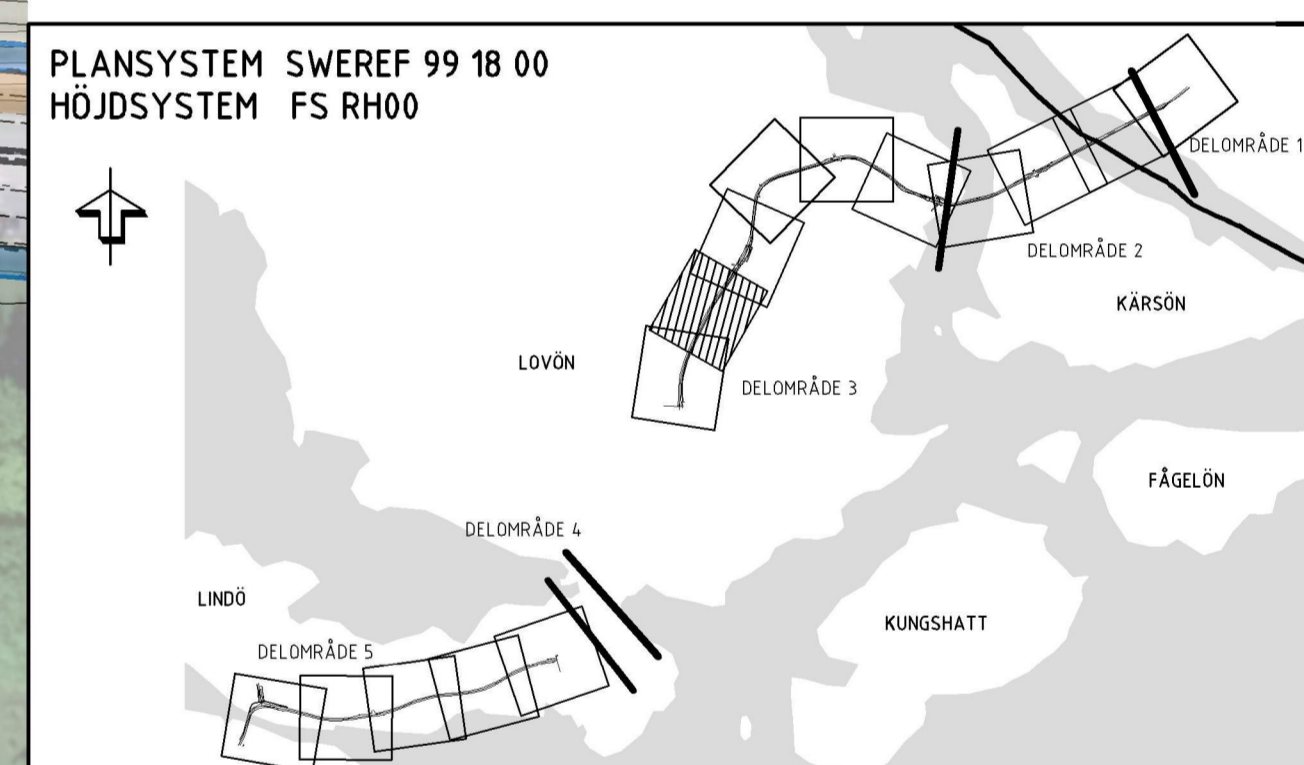 PLANSYSTEM SWEREF 99 18 00
HÖJDSYSTEM FS RH00
DELOMRÅDE 1
DELOMRÅDE 2
KÄRSÖN
LOVÖN
DELOMRÅDE 3
FÅGELÖN
DELOMRÅDE 4
LINDÖ
KUNGSHATT
DELOMRÅDE 5